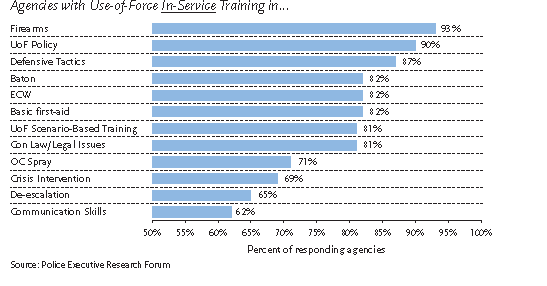 Agencies with Use-of-Force In-Service Training in...
Firearms 93%
UoF Policy 90%
Defensive Tactics 87%
Baton 82%
ECW 82%
Basic first-aid 82%
UoF Scenario-Based Training 81%
Con Law/Legal Issues 81%
OC Spray 71%
Crisis Intervention 69%
De-escalation 65%
Communication Skills 62%
50% 55% 60% 65% 70% 75% 80% 85% 90% 95% 100%
Percent of responding agencies
Source: Police Executive Research Forum